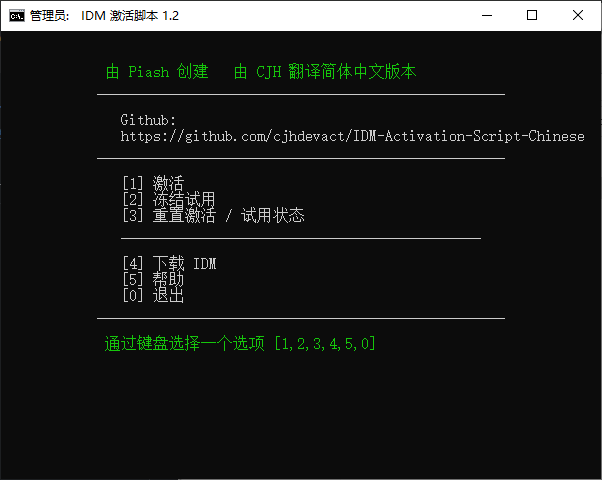 管理员: IDM 激活脚本 1.2
由 Piash 创建 由 CJH 翻译简体中文版本
Github:
https://github.com/cjhdevact/IDM-Activation-Script-Chinese
[1] 激活
[2] 冻结试用
[3] 重置激活 / 试用状态
[4] 下载 IDM
[5] 帮助
[0] 退出
通过键盘选择一个选项 [1,2,3,4,5,0]